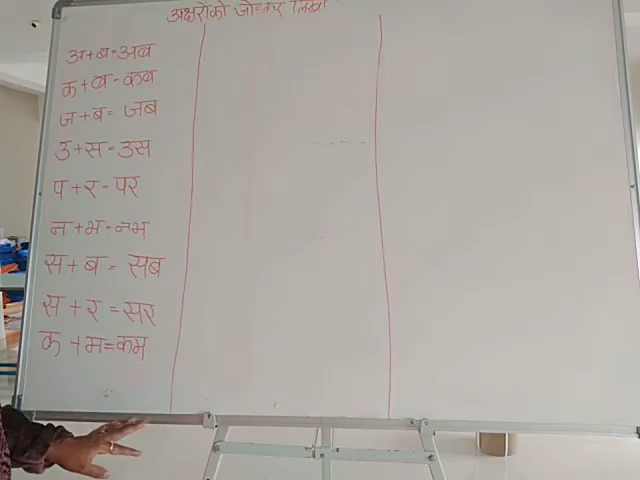 अक्षरों को जोड़कर लिखो
अ+ब=अब
क+ब-कब
ज+ब= जब
उ+स=उस
प+र-पर
न+भ-नभ
स+ब = सब
स+र=सर
क+म=कम